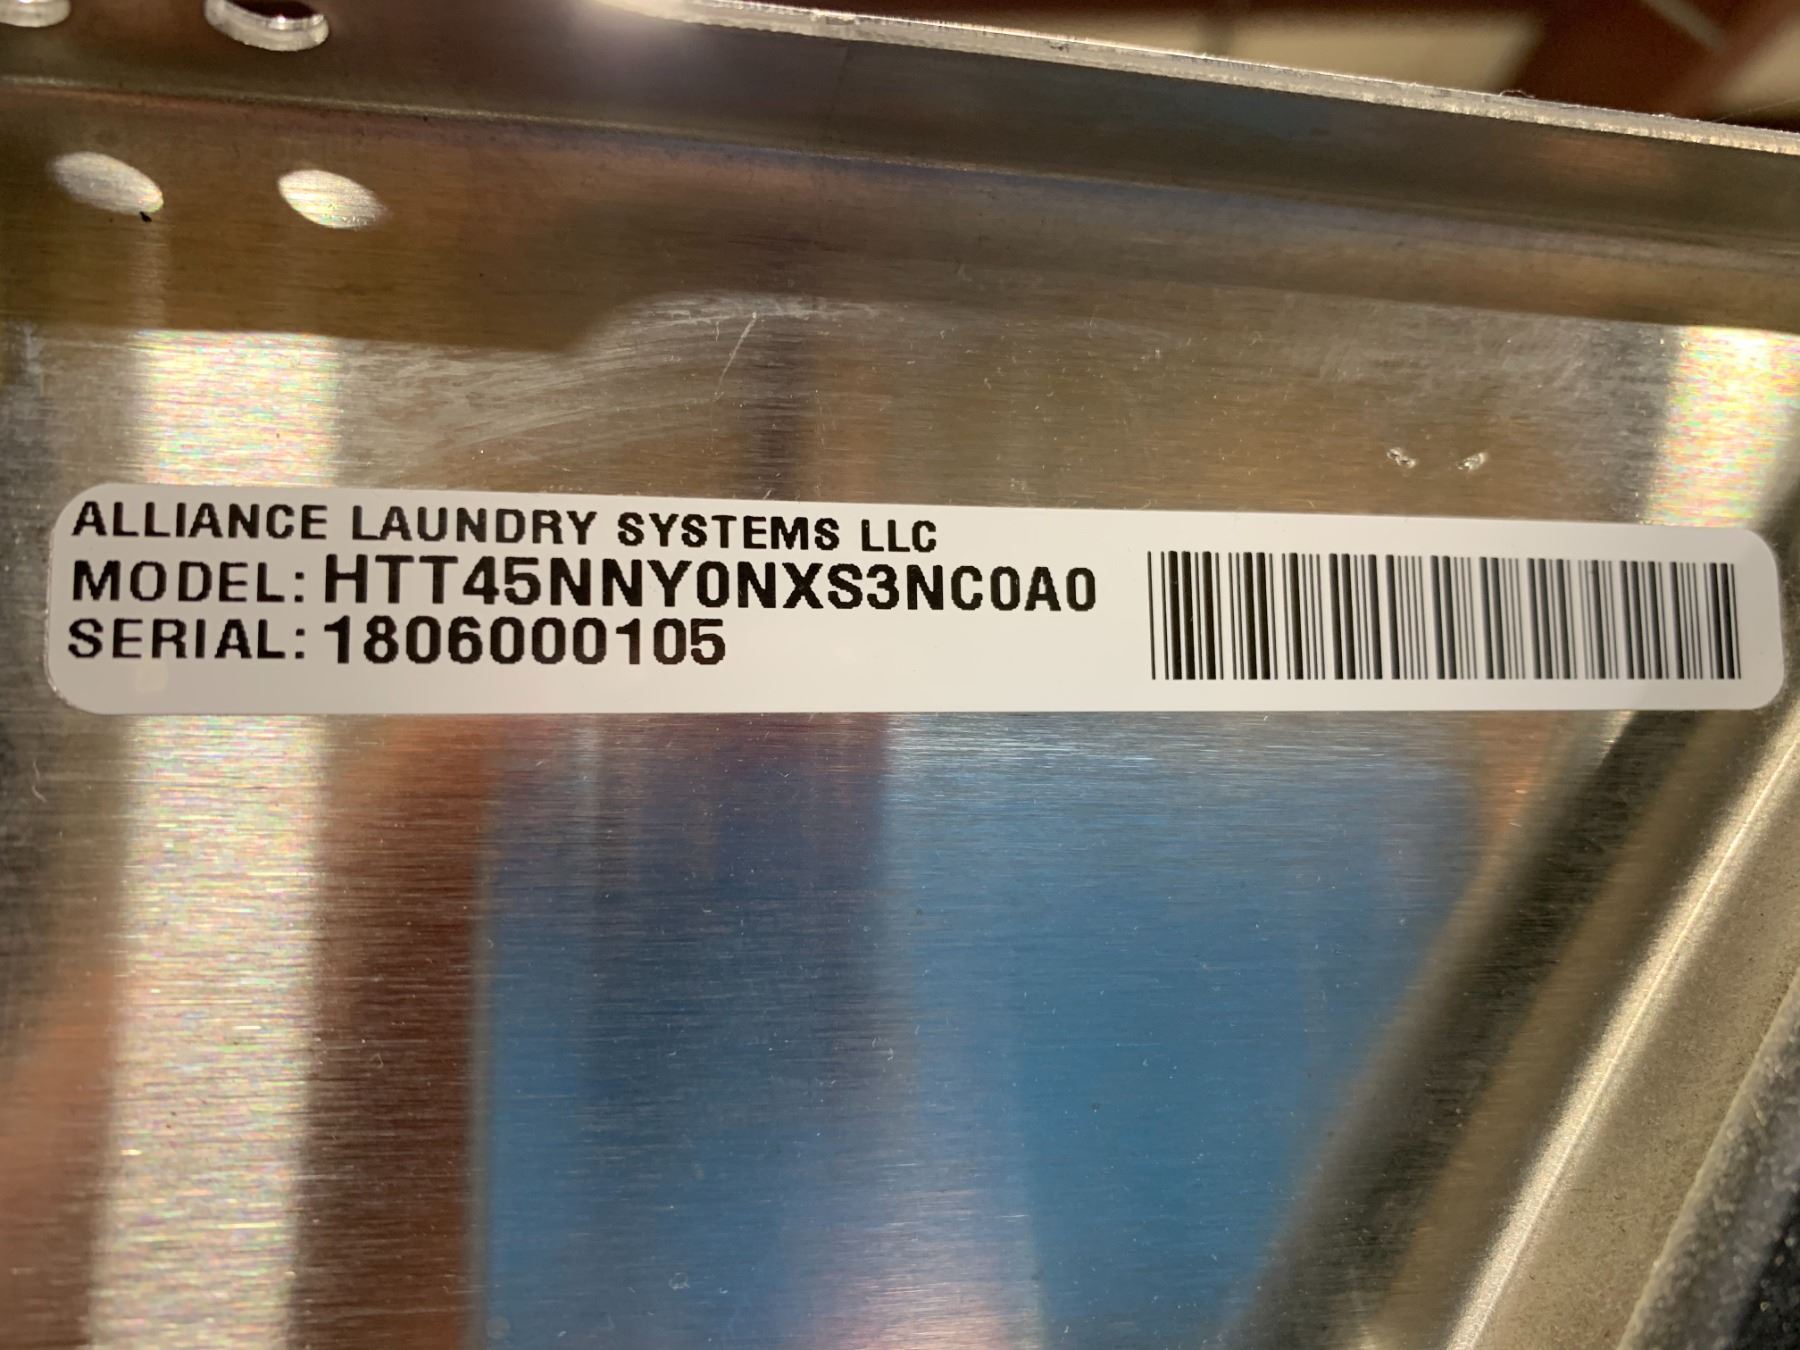 ALLIANCE LAUNDRY SYSTEMS LLC
MODEL: HTT45NNY0NXS3NC0A0
SERIAL: 1806000105